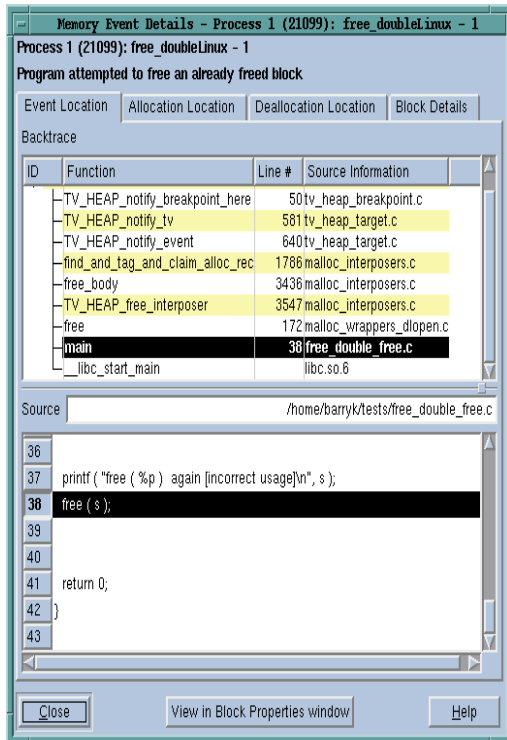 Memory Event Details - Process 1 (21099): free_doubleLinux - 1
Process 1 (21099): free_doubleLinux - 1
Program attempted to free an already freed block
Event Location Allocation Location Deallocation Location Block Details
Backtrace
ID Function Line # Source Information
TV_HEAP_notify_breakpoint_here 50 tv_heap_breakpoint.c
TV_HEAP_notify_tv 581 tv_heap_target.c
TV_HEAP_notify_event 640 tv_heap_target.c
find_and_tag_and_claim_alloc_rec 1786 malloc_interposers.c
free_body 3436 malloc_interposers.c
TV_HEAP_free_interposer 3547 malloc_interposers.c
free 172 malloc_wrappers_dlopen.c
main 38 free_double_free.c
__libc_start_main libc.so.6
Source /home/barryk/tests/free_double_free.c
36
37 printf ( "free ( %p ) again [incorrect usage]\n", s );
38 free ( s );
39
40
41 return 0;
42 }
43
Close View in Block Properties window Help